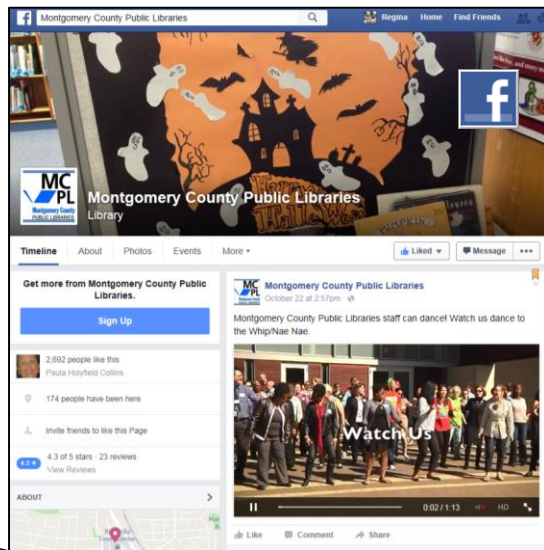 Montgomery County Public Libraries
Regina Home Find Friends
f
Happy
Halloween
MC
PL
Montgomery County
PUBLIC LIBRARIES
Montgomery County Public Libraries
Library
Timeline About Photos Events More
Liked Message
Get more from Montgomery County Public
Libraries.
Sign Up
2,692 people like this
Paula Holyfield Collins
174 people have been here
Invite friends to like this Page
4.3 ★ 4.3 of 5 stars · 23 reviews
View Reviews
ABOUT
MC
PL
Montgomery County Public Libraries
October 22 at 2:57pm ·
Montgomery County Public Libraries staff can dance! Watch us dance to
the Whip/Nae Nae.
Watch Us
0:02 / 1:13 HD
Like Comment Share